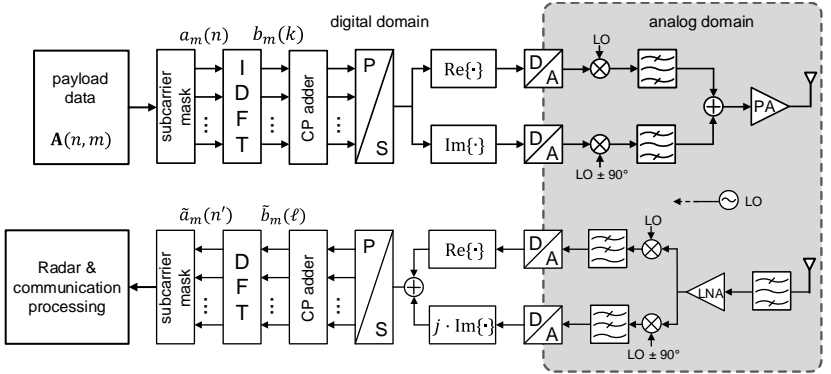 digital domain
analog domain
a_m(n)
b_m(k)
LO
payload
data
A(n, m)
subcarrier
mask
I
D
F
T
CP adder
P
S
Re{·}
Im{·}
D
A
D
A
PA
LO ± 90°
LO
ã_m(n′)
b̃_m(ℓ)
LO
Radar &
communication
processing
subcarrier
mask
D
F
T
CP adder
P
S
Re{·}
j · Im{·}
D
A
D
A
LNA
LO ± 90°